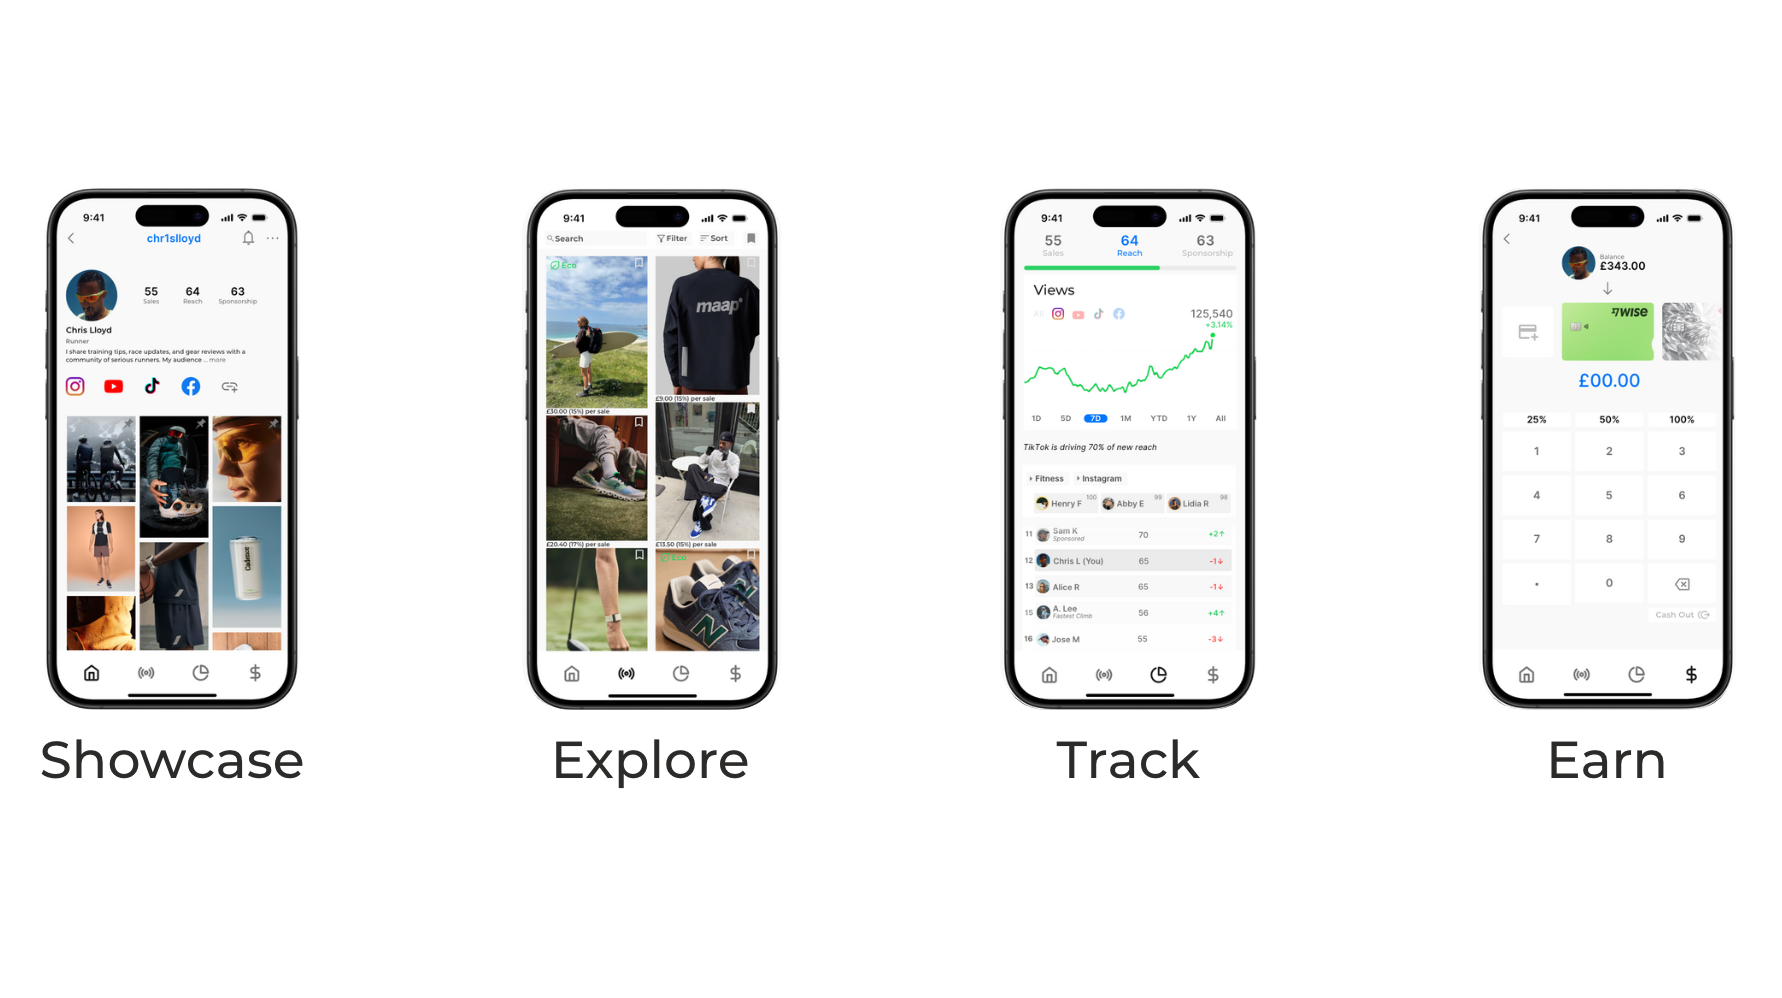 9:41
chr1slloyd
55
64
63
Sales
Reach
Sponsorship
Chris Lloyd
Runner
I share training tips, race updates, and gear reviews with a
community of serious runners. My audience ... more
Cadence
Showcase
9:41
Search
Filter
Sort
Eco
maap
£30.00 (15%) per sale
£9.00 (15%) per sale
£20.40 (17%) per sale
£13.50 (15%) per sale
Eco
N
Explore
9:41
55
64
63
Sales
Reach
Sponsorship
Views
All
125,540
+3.14%
1D
5D
7D
1M
YTD
1Y
All
TikTok is driving 70% of new reach
Fitness
Instagram
Henry F
100
Abby E
99
Lidia R
98
11 Sam K 70 +2
Sponsored
12 Chris L (You) 65 -1
13 Alice R 65 -1
15 A. Lee 56 +4
Fastest Climb
16 Jose M 55 -3
Track
9:41
Balance
£343.00
WISE
£00.00
25%
50%
100%
1
2
3
4
5
6
7
8
9
.
0
Cash Out
Earn